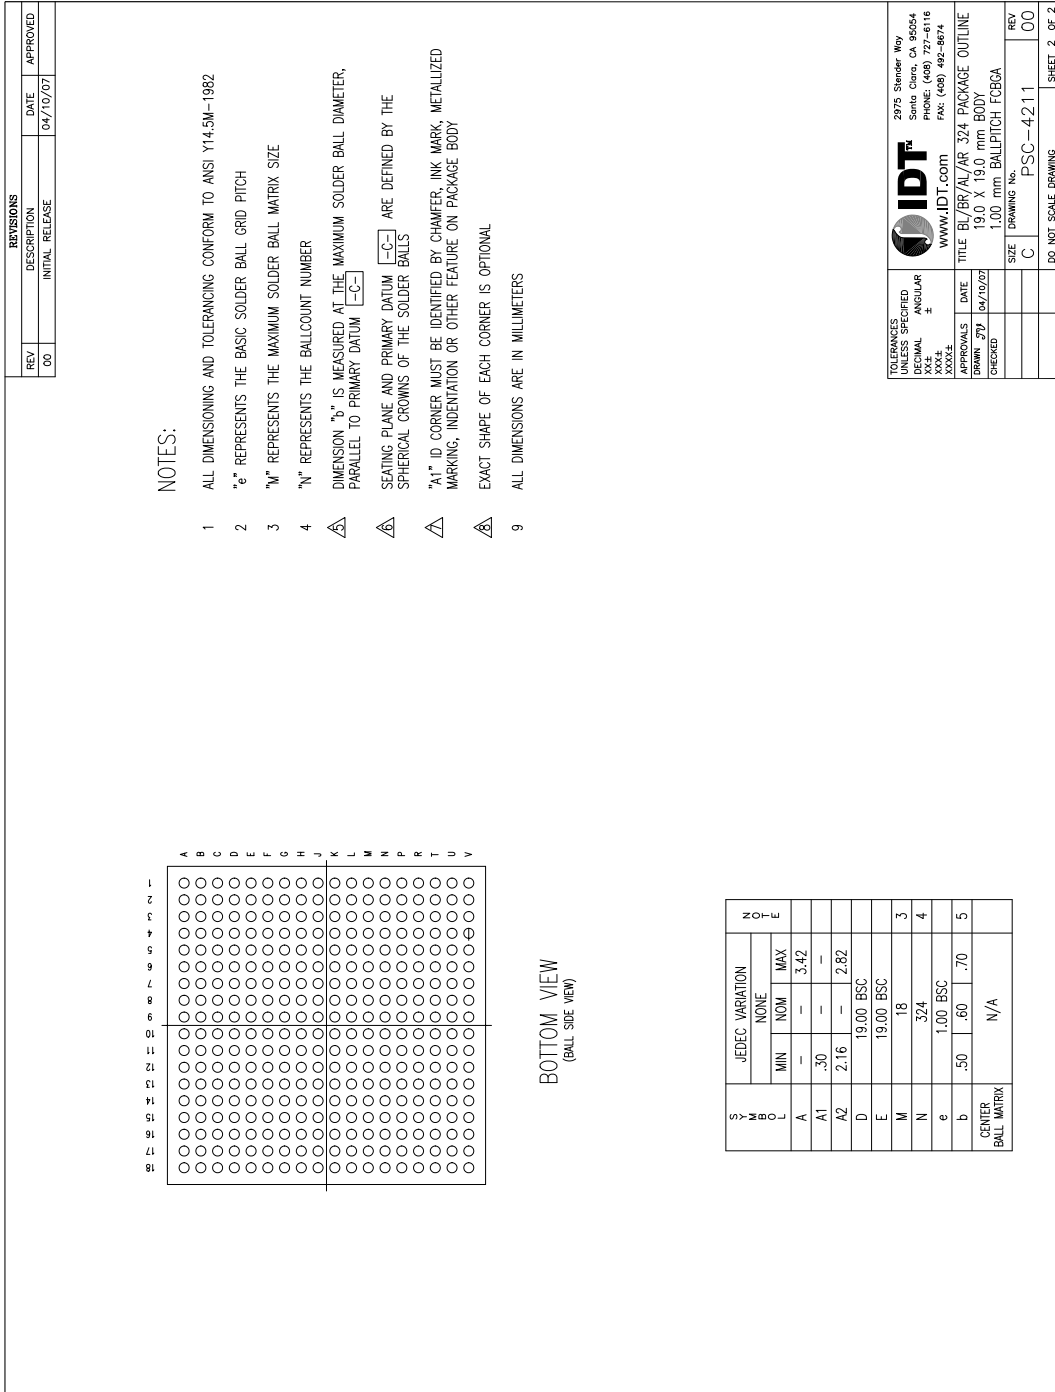 REVISIONS
REV DESCRIPTION DATE APPROVED
00 INITIAL RELEASE 04/10/07
NOTES:
1 ALL DIMENSIONING AND TOLERANCING CONFORM TO ANSI Y14.5M-1982
2 "e" REPRESENTS THE BASIC SOLDER BALL GRID PITCH
3 "M" REPRESENTS THE MAXIMUM SOLDER BALL MATRIX SIZE
4 "N" REPRESENTS THE BALLCOUNT NUMBER
5 DIMENSION "b" IS MEASURED AT THE MAXIMUM SOLDER BALL DIAMETER,
PARALLEL TO PRIMARY DATUM -C-
6 SEATING PLANE AND PRIMARY DATUM -C- ARE DEFINED BY THE
SPHERICAL CROWNS OF THE SOLDER BALLS
7 "A1" ID CORNER MUST BE IDENTIFIED BY CHAMFER, INK MARK, METALLIZED
MARKING, INDENTATION OR OTHER FEATURE ON PACKAGE BODY
8 EXACT SHAPE OF EACH CORNER IS OPTIONAL
9 ALL DIMENSIONS ARE IN MILLIMETERS
18 17 16 15 14 13 12 11 10 9 8 7 6 5 4 3 2 1
A
B
C
D
E
F
G
H
J
K
L
M
N
P
R
T
U
V
BOTTOM VIEW
(BALL SIDE VIEW)
SYMBOL JEDEC VARIATION NOTE
NONE
MIN NOM MAX
A - - 3.42
A1 .30 - -
A2 2.16 - 2.82
D 19.00 BSC
E 19.00 BSC
M 18 3
N 324 4
e 1.00 BSC
b .50 .60 .70 5
CENTER BALL MATRIX N/A
TOLERANCES
UNLESS SPECIFIED
DECIMAL ANGULAR
XX± ±
XXX±
XXXX±
APPROVALS DATE
DRAWN 04/10/07
CHECKED
IDT™
www.IDT.com
2975 Stender Way
Santa Clara, CA 95054
PHONE: (408) 727-6116
FAX: (408) 492-8674
TITLE BL/BR/AL/AR 324 PACKAGE OUTLINE
19.0 X 19.0 mm BODY
1.00 mm BALLPITCH FCBGA
SIZE DRAWING No. REV
C PSC-4211 00
DO NOT SCALE DRAWING SHEET 2 OF 2